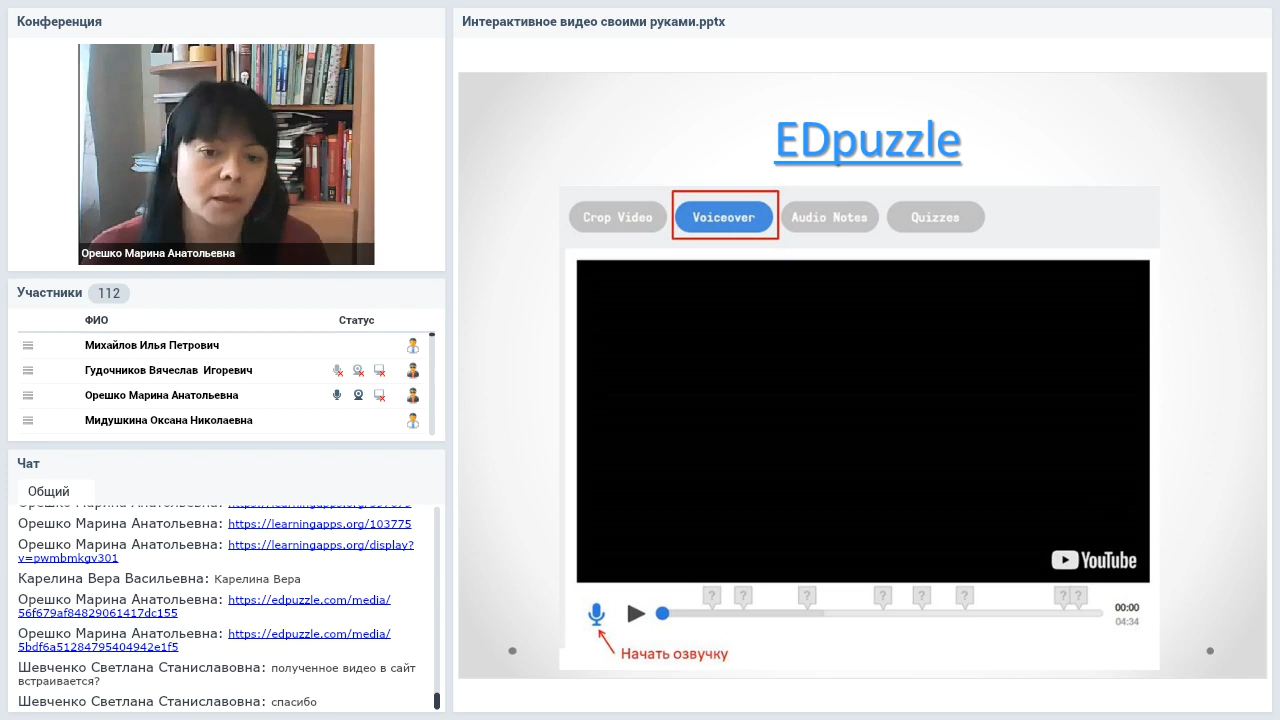 Конференция
Орешко Марина Анатольевна
Участники 112
ФИО Статус
Михайлов Илья Петрович
Гудочников Вячеслав Игоревич
Орешко Марина Анатольевна
Мидушкина Оксана Николаевна
Чат
Общий
Орешко Марина Анатольевна: https://learningapps.org/103775
Орешко Марина Анатольевна: https://learningapps.org/display?
v=pwmbmkgv301
Карелина Вера Васильевна: Карелина Вера
Орешко Марина Анатольевна: https://edpuzzle.com/media/
56f679af84829061417dc155
Орешко Марина Анатольевна: https://edpuzzle.com/media/
5bdf6a51284795404942e1f5
Шевченко Светлана Станиславовна: полученное видео в сайт
встраивается?
Шевченко Светлана Станиславовна: спасибо
Интерактивное видео своими руками.pptx
EDpuzzle
Crop Video Voiceover Audio Notes Quizzes
YouTube
? ? ? ? ? ? ? ?
00:00
04:34
Начать озвучку